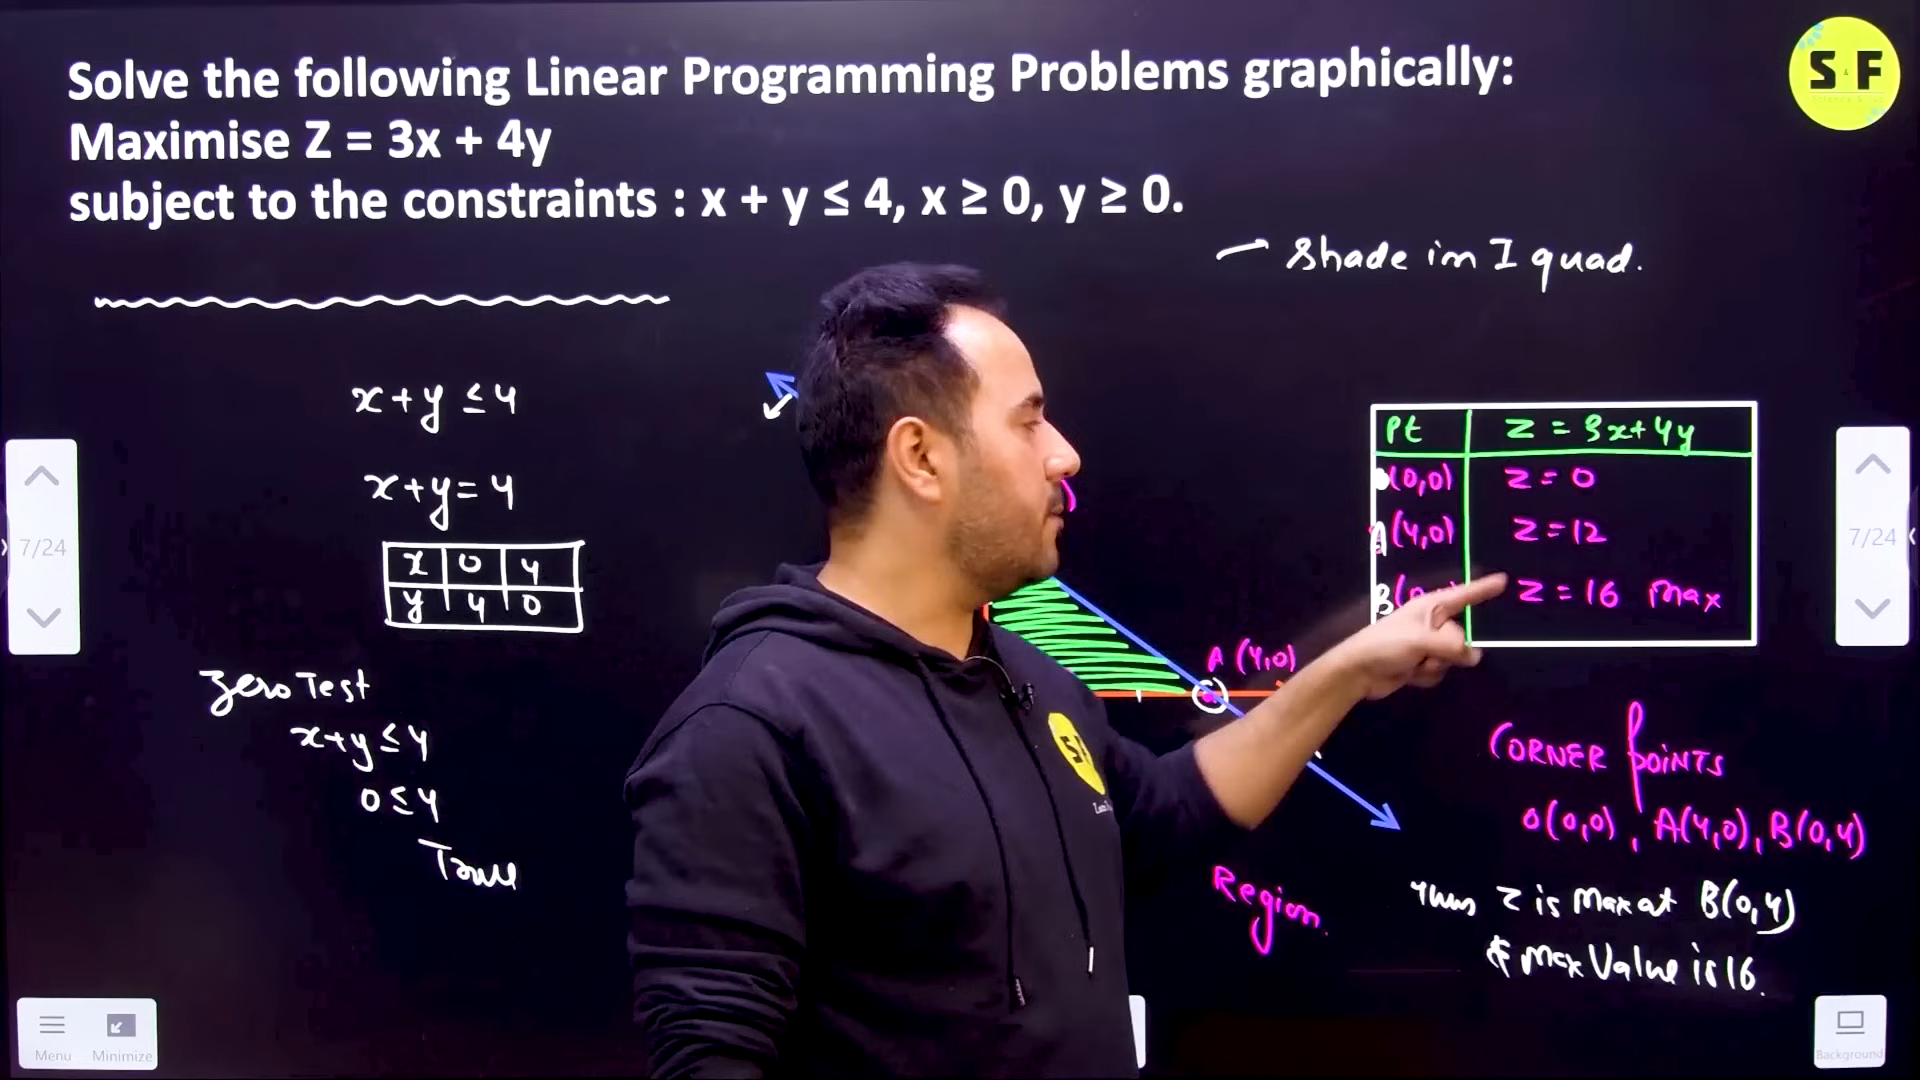 Solve the following Linear Programming Problems graphically:
Maximise Z = 3x + 4y
subject to the constraints : x + y ≤ 4, x ≥ 0, y ≥ 0.
Shade in I quad.
x+y ≤ 4
x+y = 4
x 0 4
y 4 0
Zero Test
x+y ≤ 4
0 ≤ 4
True
A (4,0)
Region.
Pt Z = 3x+4y
(0,0) Z = 0
A(4,0) Z = 12
B(0 Z = 16 Max
CORNER POINTS
O(0,0), A(4,0), B(0,4)
Thus Z is Max at B(0,4)
& Max Value is 16.
S F
7/24
7/24
Menu Minimize
Background